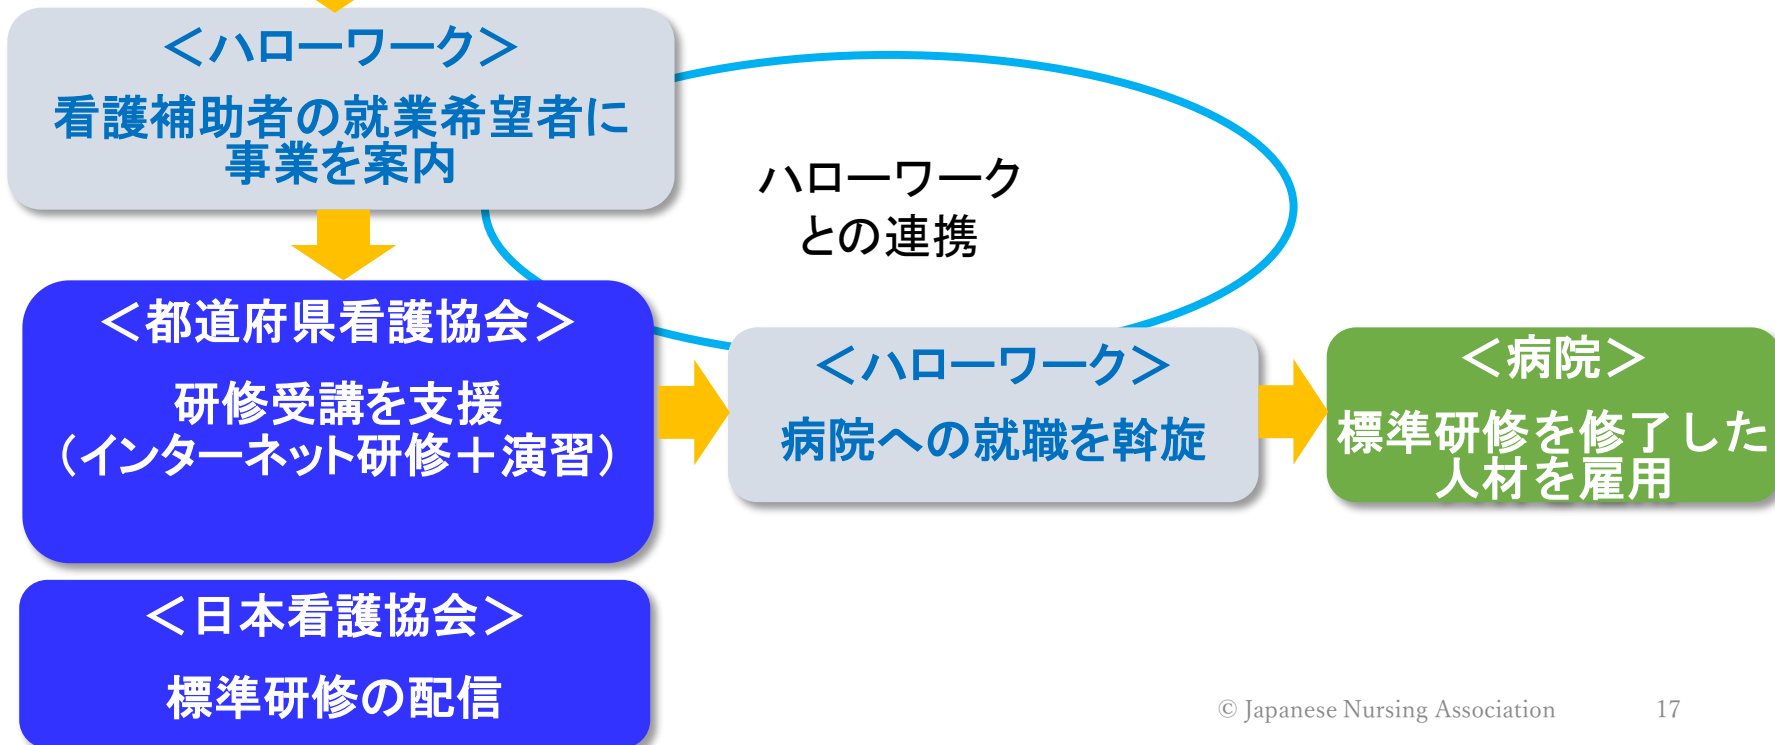 ＜ハローワーク＞
看護補助者の就業希望者に
事業を案内
ハローワーク
との連携
＜都道府県看護協会＞
研修受講を支援
（インターネット研修＋演習）
＜ハローワーク＞
病院への就職を斡旋
＜病院＞
標準研修を修了した
人材を雇用
＜日本看護協会＞
標準研修の配信
© Japanese Nursing Association 17